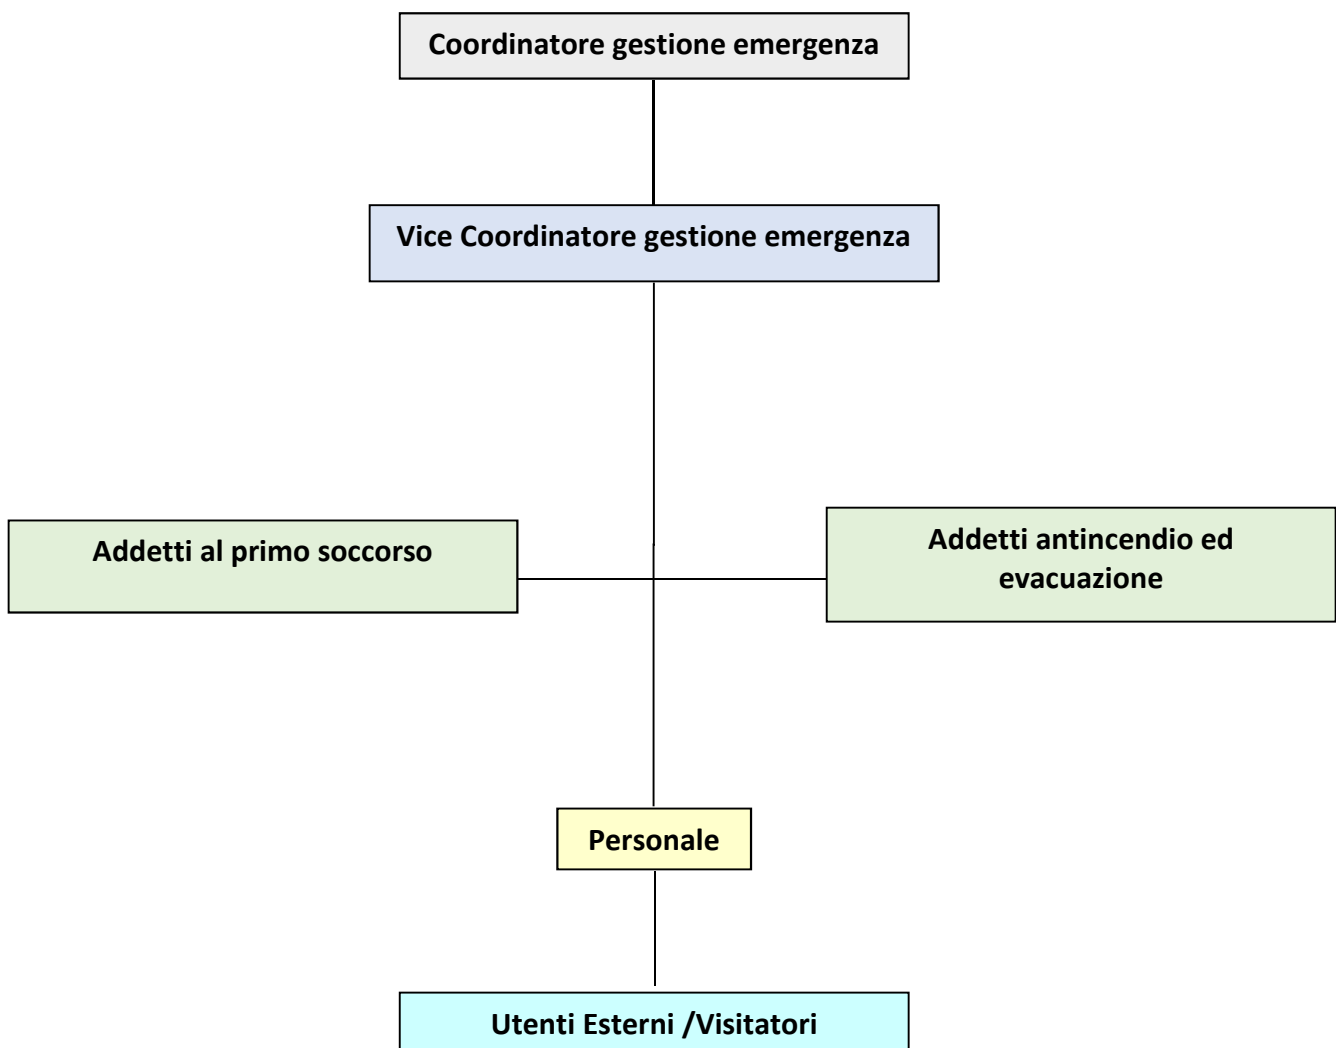 Coordinatore gestione emergenza
Vice Coordinatore gestione emergenza
Addetti al primo soccorso
Addetti antincendio ed
evacuazione
Personale
Utenti Esterni /Visitatori